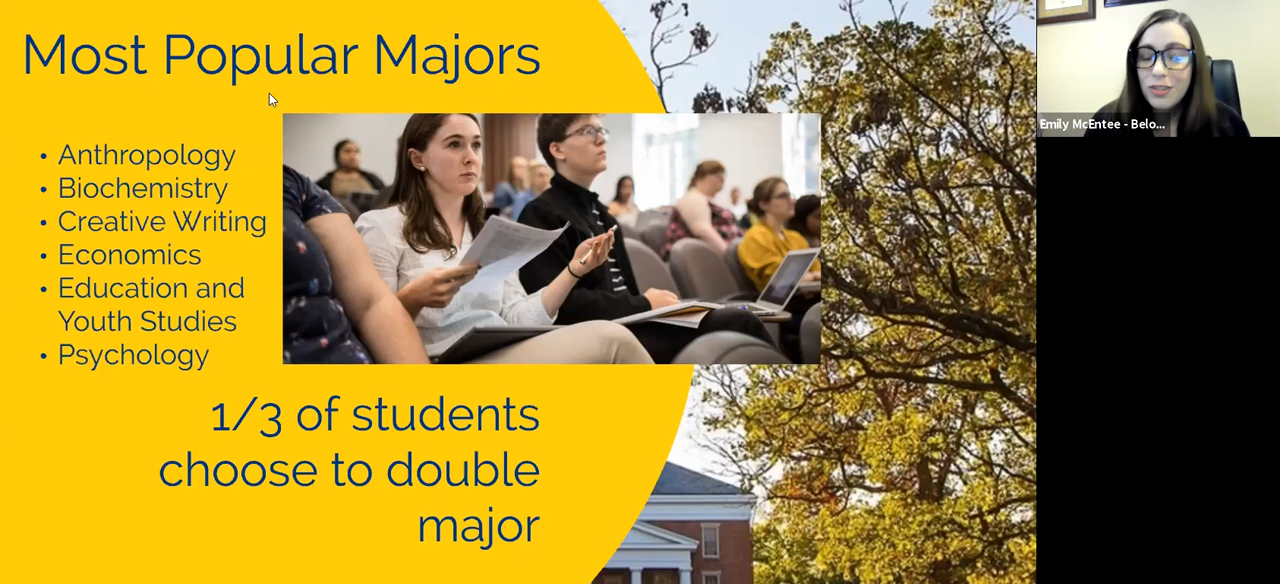 Most Popular Majors
• Anthropology
• Biochemistry
• Creative Writing
• Economics
• Education and
Youth Studies
• Psychology
1/3 of students
choose to double
major
Emily McEntee - Belo...